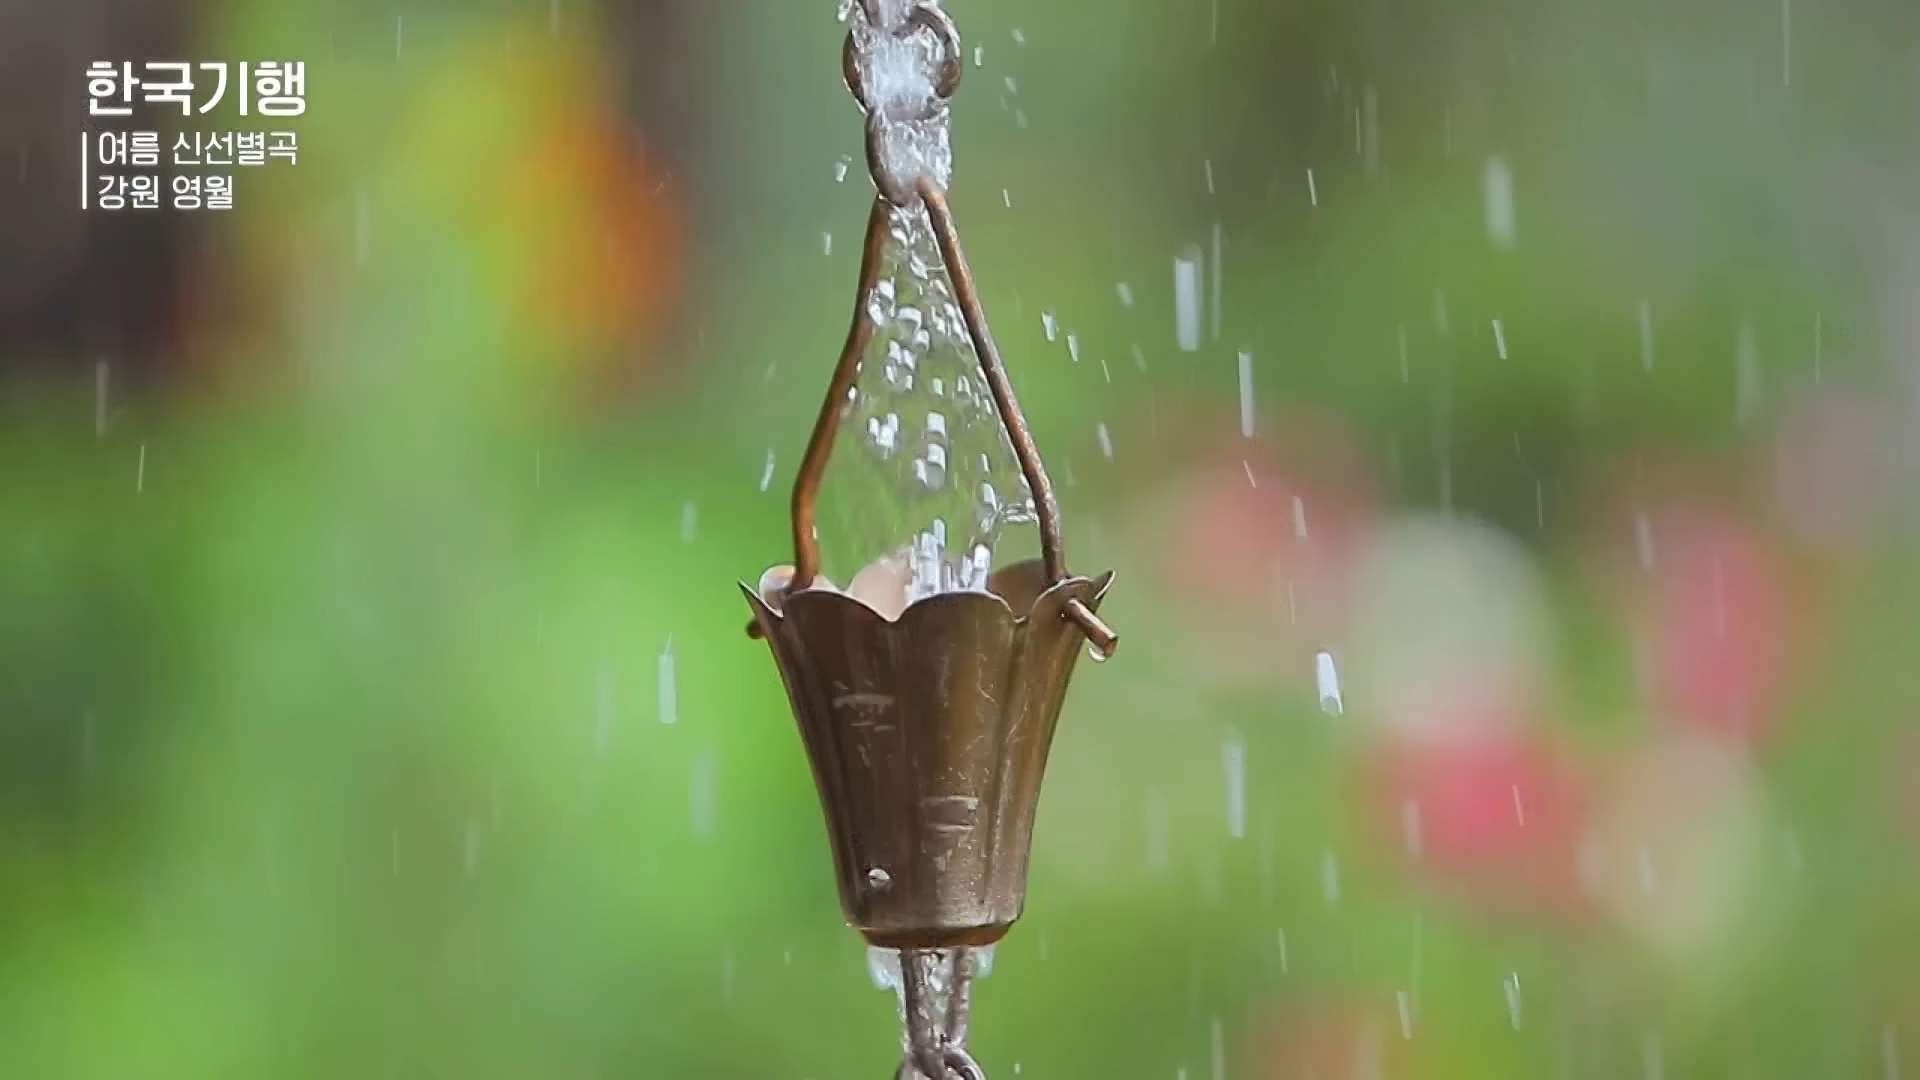 한국기행
여름 신선별곡
강원 영월